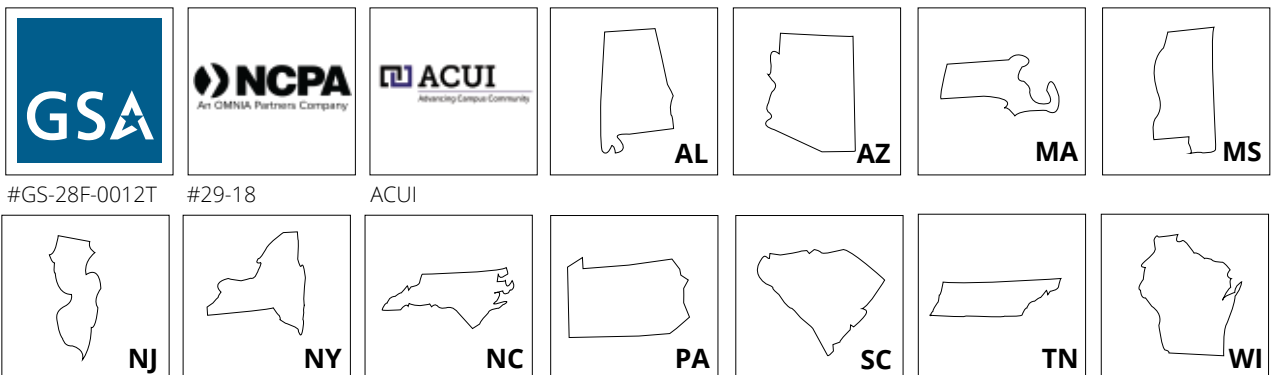 GSA
NCPA
An OMNIA Partners Company
ACUI
Advancing Campus Community
AL
AZ
MA
MS
#GS-28F-0012T
#29-18
ACUI
NJ
NY
NC
PA
SC
TN
WI